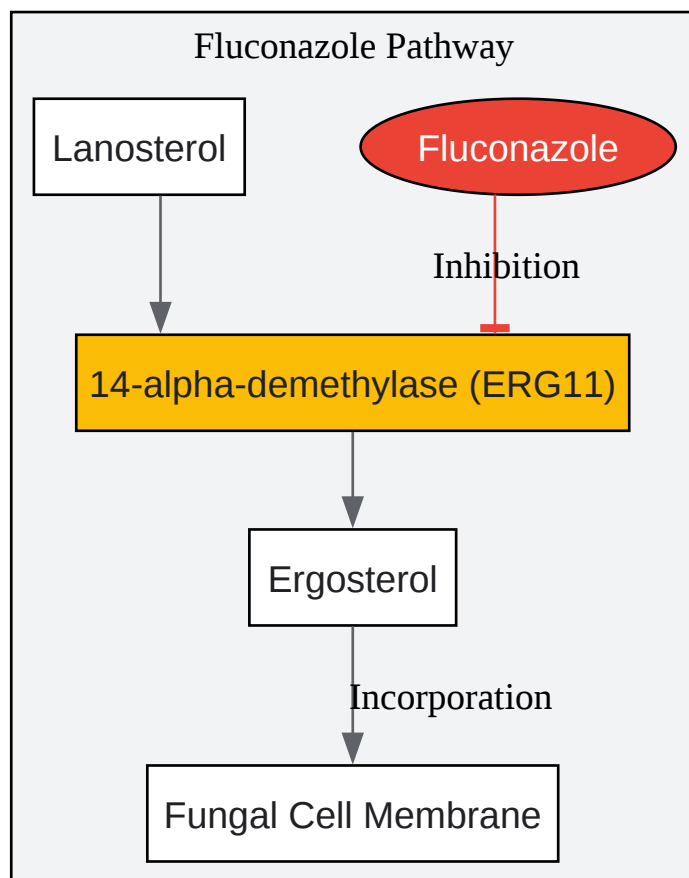 Fluconazole Pathway
Lanosterol
Fluconazole
Inhibition
14-alpha-demethylase (ERG11)
Ergosterol
Incorporation
Fungal Cell Membrane